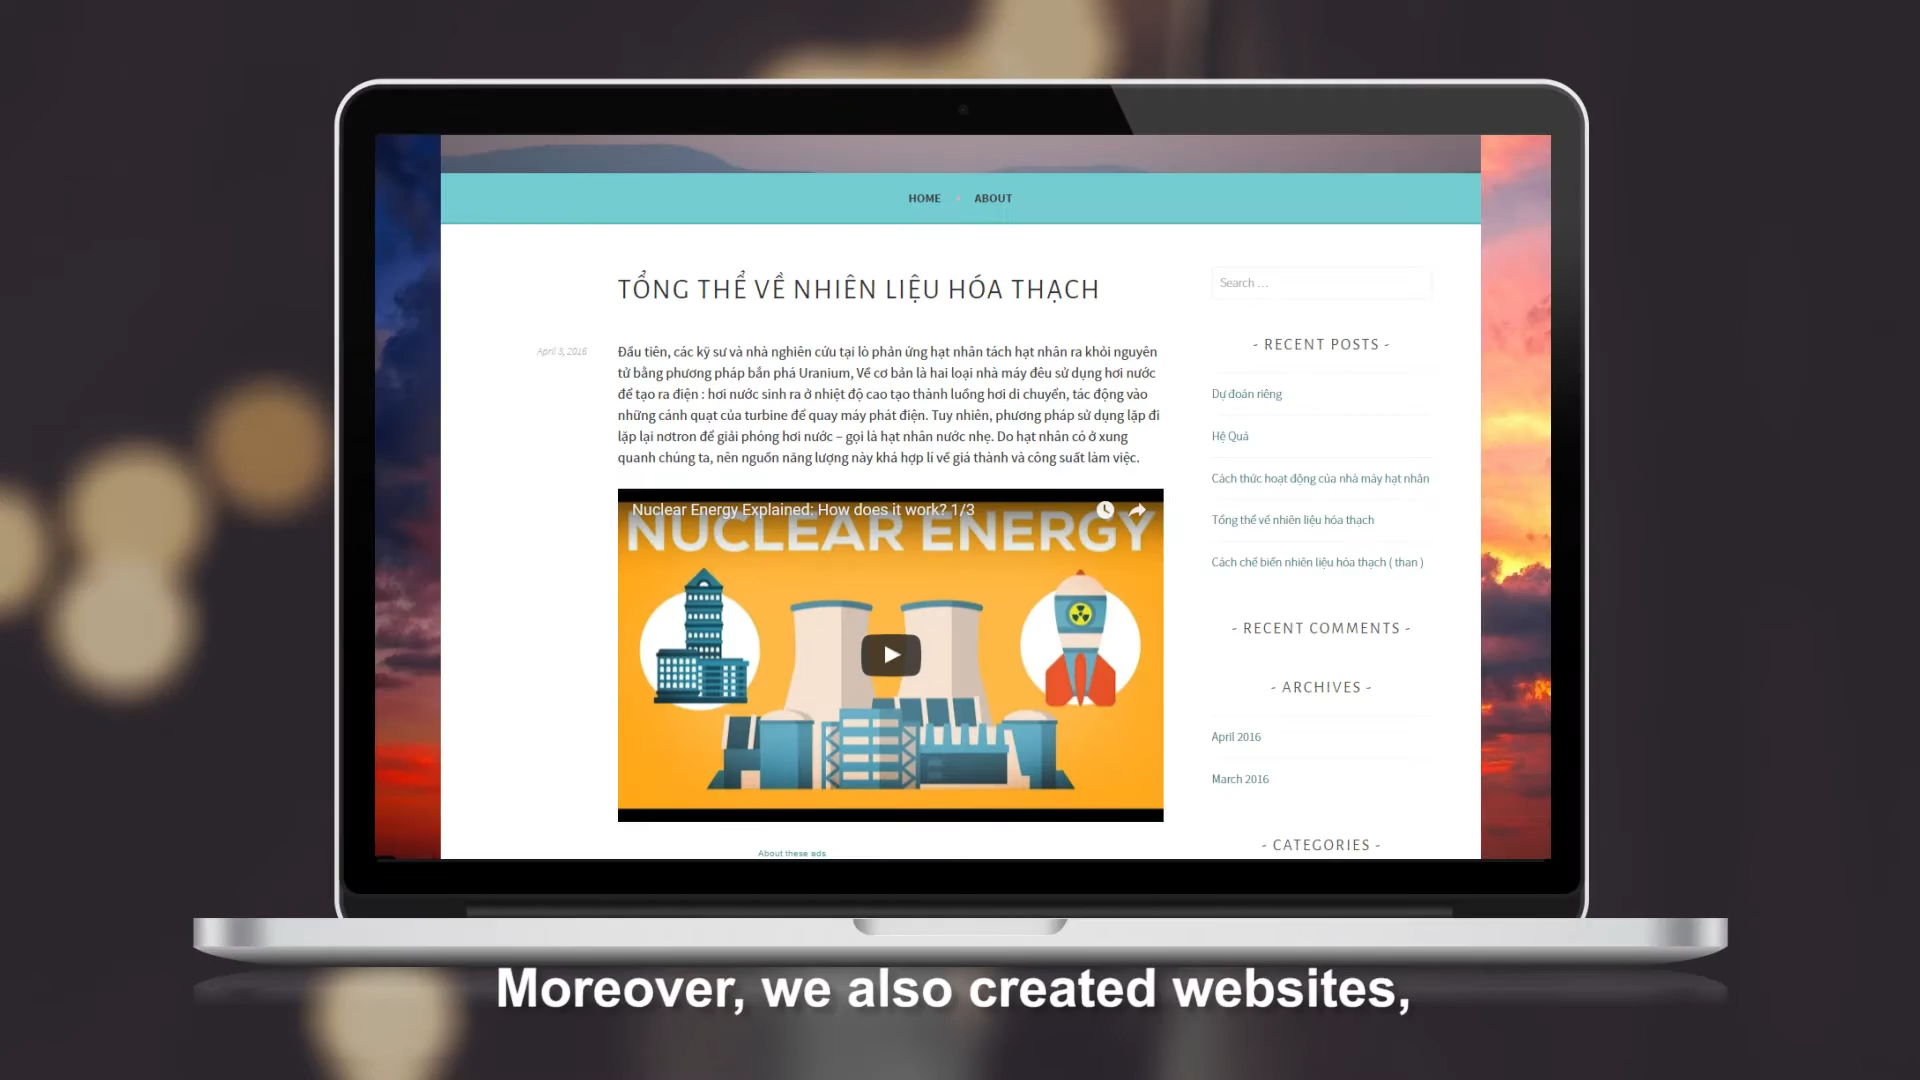 HOME
ABOUT
TỔNG THỂ VỀ NHIÊN LIỆU HÓA THẠCH
April 3, 2016
Đầu tiên, các kỹ sư và nhà nghiên cứu tại lò phản ứng hạt nhân tách hạt nhân ra khỏi nguyên
tử bằng phương pháp bắn phá Uranium, Về cơ bản là hai loại nhà máy đều sử dụng hơi nước
để tạo ra điện : hơi nước sinh ra ở nhiệt độ cao tạo thành luồng hơi di chuyển, tác động vào
những cánh quạt của turbine để quay máy phát điện. Tuy nhiên, phương pháp sử dụng lặp đi
lặp lại nơtron để giải phóng hơi nước – gọi là hạt nhân nước nhẹ. Do hạt nhân có ở xung
quanh chúng ta, nên nguồn năng lượng này khá hợp lí về giá thành và công suất làm việc.
Nuclear Energy Explained: How does it work? 1/3
NUCLEAR ENERGY
About these ads
Search …
- RECENT POSTS -
Dự đoán riêng
Hệ Quả
Cách thức hoạt động của nhà máy hạt nhân
Tổng thể về nhiên liệu hóa thạch
Cách chế biến nhiên liệu hóa thạch ( than )
- RECENT COMMENTS -
- ARCHIVES -
April 2016
March 2016
- CATEGORIES -
Moreover, we also created websites,